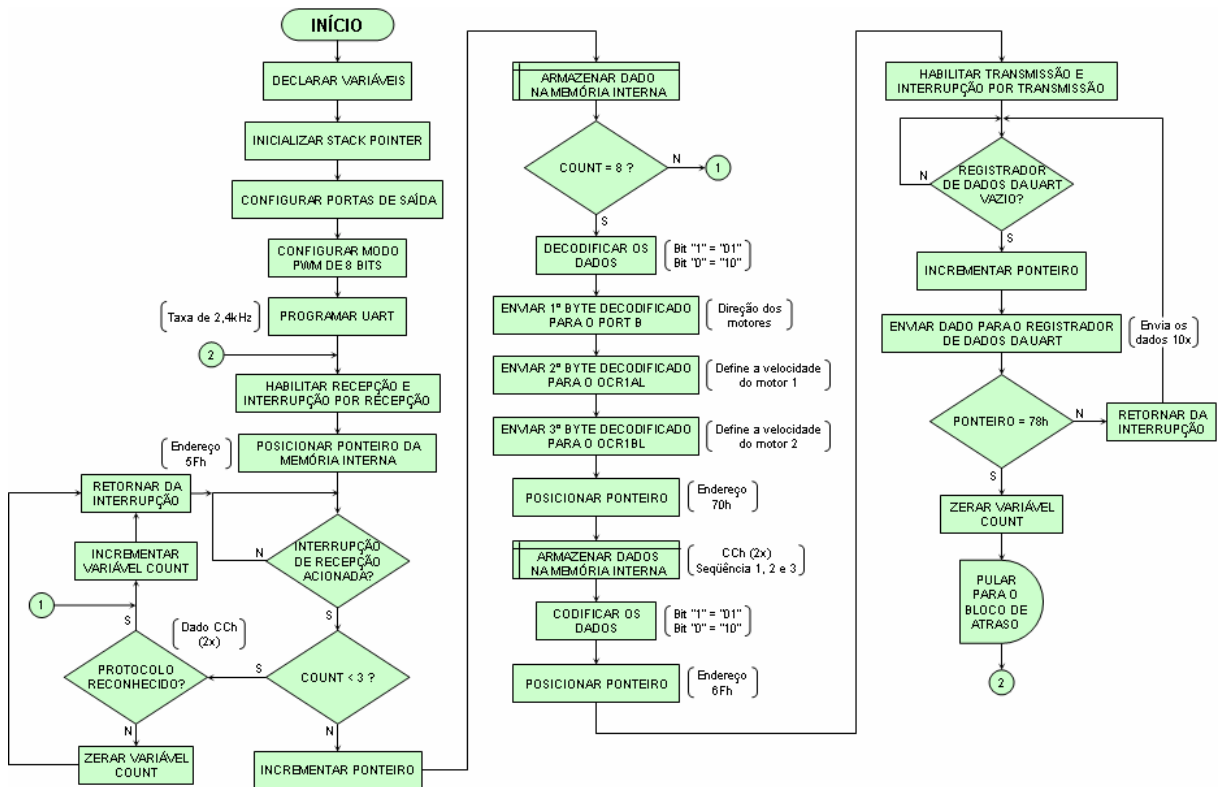 INÍCIO
DECLARAR VARIÁVEIS
INICIALIZAR STACK POINTER
CONFIGURAR PORTAS DE SAÍDA
CONFIGURAR MODO
PWM DE 8 BITS
Taxa de 2,4kHz
PROGRAMAR UART
2
HABILITAR RECEPÇÃO E
INTERRUPÇÃO POR RECEPÇÃO
Endereço
5Fh
POSICIONAR PONTEIRO DA
MEMÓRIA INTERNA
RETORNAR DA
INTERRUPÇÃO
INTERRUPÇÃO
DE RECEPÇÃO
ACIONADA?
N
S
INCREMENTAR
VARIÁVEL COUNT
1
S
Dado CCh
(2x)
PROTOCOLO
RECONHECIDO?
S
COUNT < 3 ?
N
N
ZERAR VARIÁVEL
COUNT
INCREMENTAR PONTEIRO
ARMAZENAR DADO
NA MEMÓRIA INTERNA
COUNT = 8 ?
N
1
S
DECODIFICAR OS
DADOS
Bit "1" = "01"
Bit "0" = "10"
ENVIAR 1º BYTE DECODIFICADO
PARA O PORT B
Direção dos
motores
ENVIAR 2º BYTE DECODIFICADO
PARA O OCR1AL
Define a velocidade
do motor 1
ENVIAR 3º BYTE DECODIFICADO
PARA O OCR1BL
Define a velocidade
do motor 2
POSICIONAR PONTEIRO
Endereço
70h
ARMAZENAR DADOS
NA MEMÓRIA INTERNA
CCh (2x)
Seqüência 1, 2 e 3
CODIFICAR OS
DADOS
Bit "1" = "01"
Bit "0" = "10"
POSICIONAR PONTEIRO
Endereço
6Fh
HABILITAR TRANSMISSÃO E
INTERRUPÇÃO POR TRANSMISSÃO
REGISTRADOR
DE DADOS DA UART
VAZIO?
N
S
INCREMENTAR PONTEIRO
ENVIAR DADO PARA O REGISTRADOR
DE DADOS DA UART
Envia os
dados 10x
PONTEIRO = 78h
N
RETORNAR DA
INTERRUPÇÃO
S
ZERAR VARIÁVEL
COUNT
PULAR
PARA O
BLOCO DE
ATRASO
2